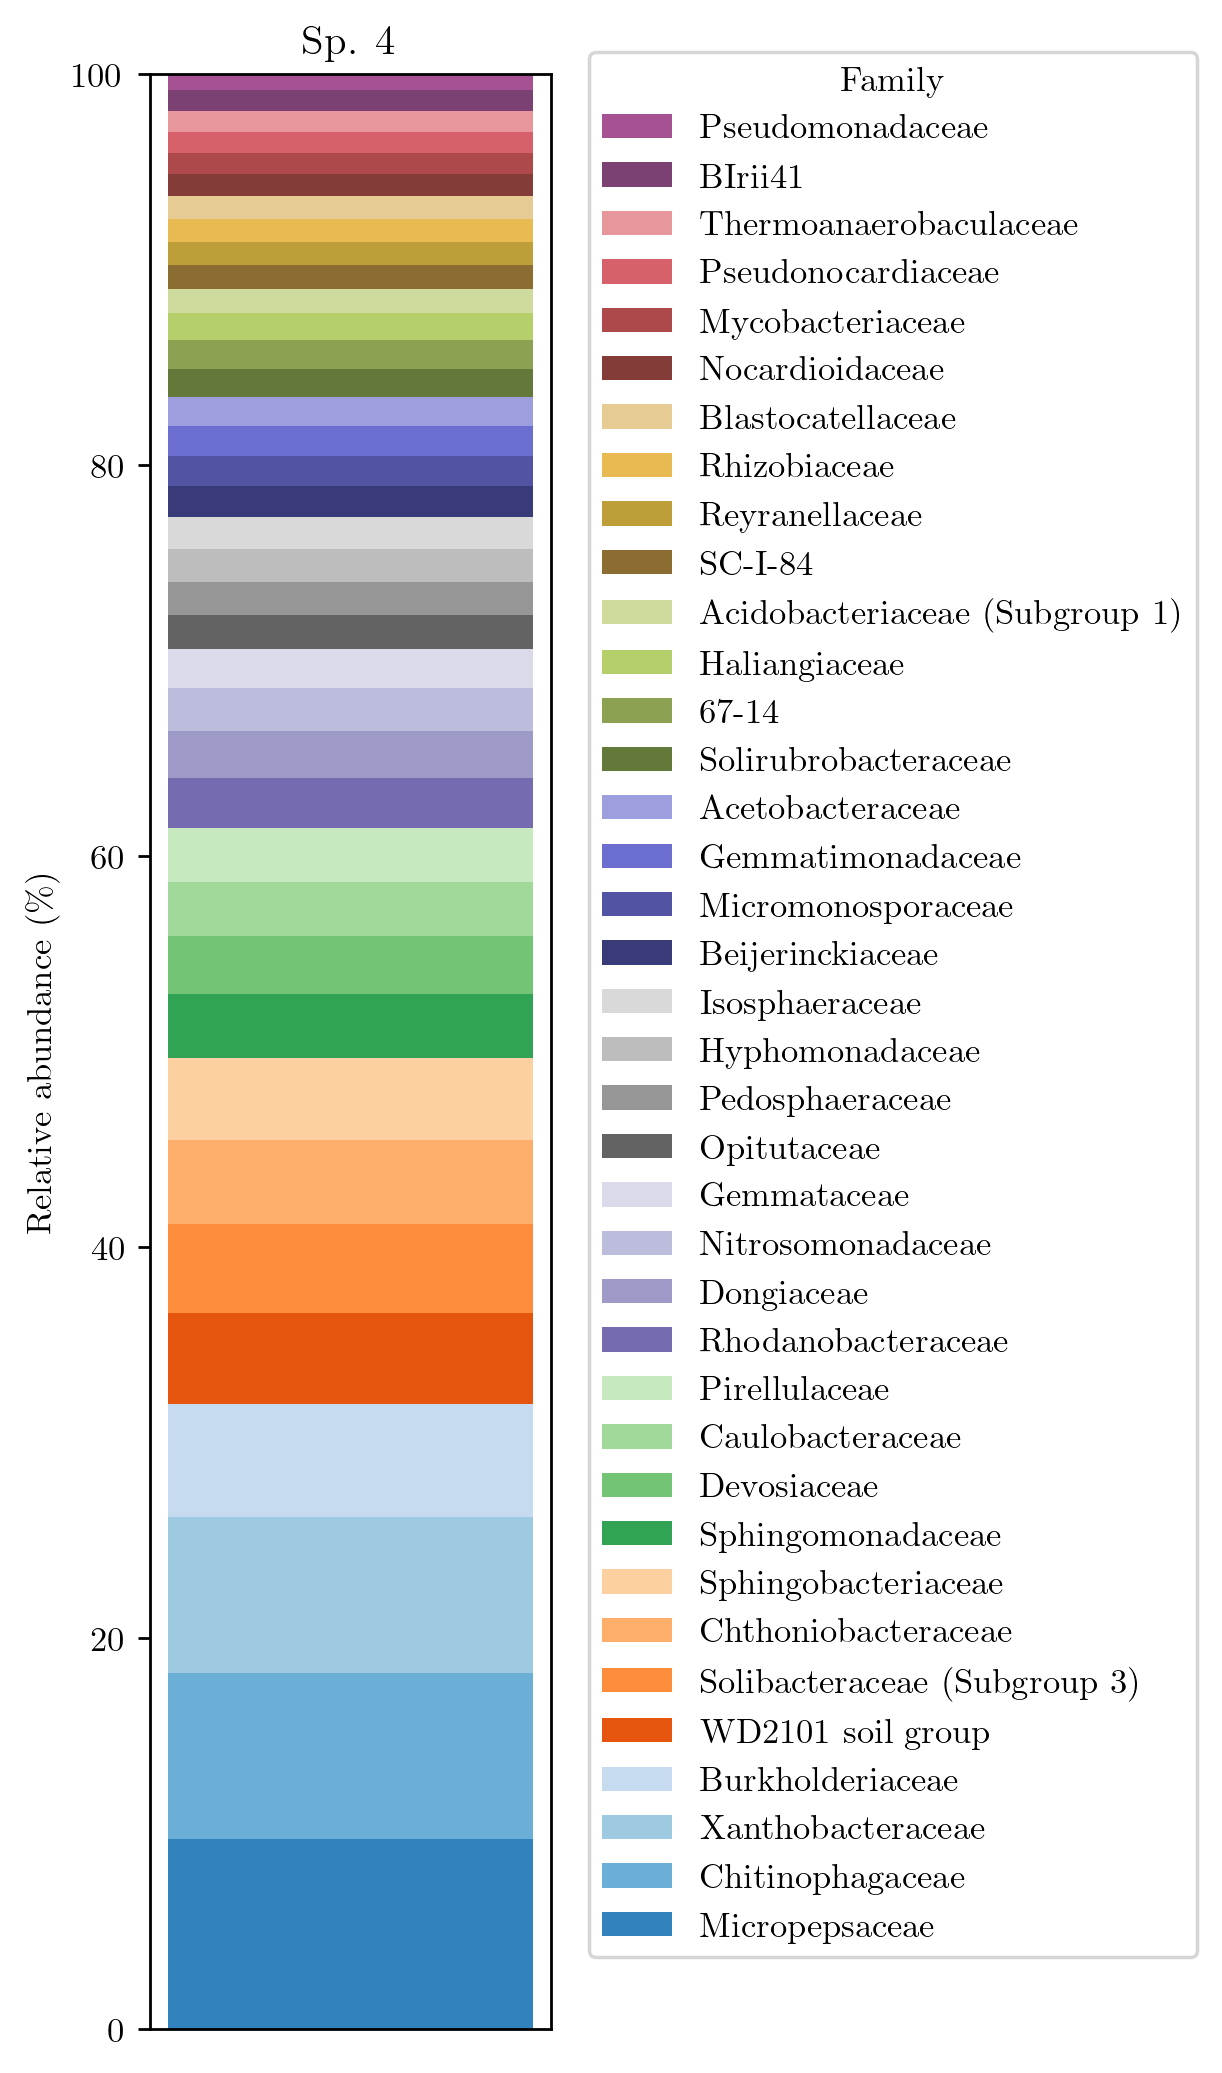 Sp. 4
100
80
60
40
20
0
Relative abundance (%)
Family
Pseudomonadaceae
BIrii41
Thermoanaerobaculaceae
Pseudonocardiaceae
Mycobacteriaceae
Nocardioidaceae
Blastocatellaceae
Rhizobiaceae
Reyranellaceae
SC-I-84
Acidobacteriaceae (Subgroup 1)
Haliangiaceae
67-14
Solirubrobacteraceae
Acetobacteraceae
Gemmatimonadaceae
Micromonosporaceae
Beijerinckiaceae
Isosphaeraceae
Hyphomonadaceae
Pedosphaeraceae
Opitutaceae
Gemmataceae
Nitrosomonadaceae
Dongiaceae
Rhodanobacteraceae
Pirellulaceae
Caulobacteraceae
Devosiaceae
Sphingomonadaceae
Sphingobacteriaceae
Chthoniobacteraceae
Solibacteraceae (Subgroup 3)
WD2101 soil group
Burkholderiaceae
Xanthobacteraceae
Chitinophagaceae
Micropepsaceae